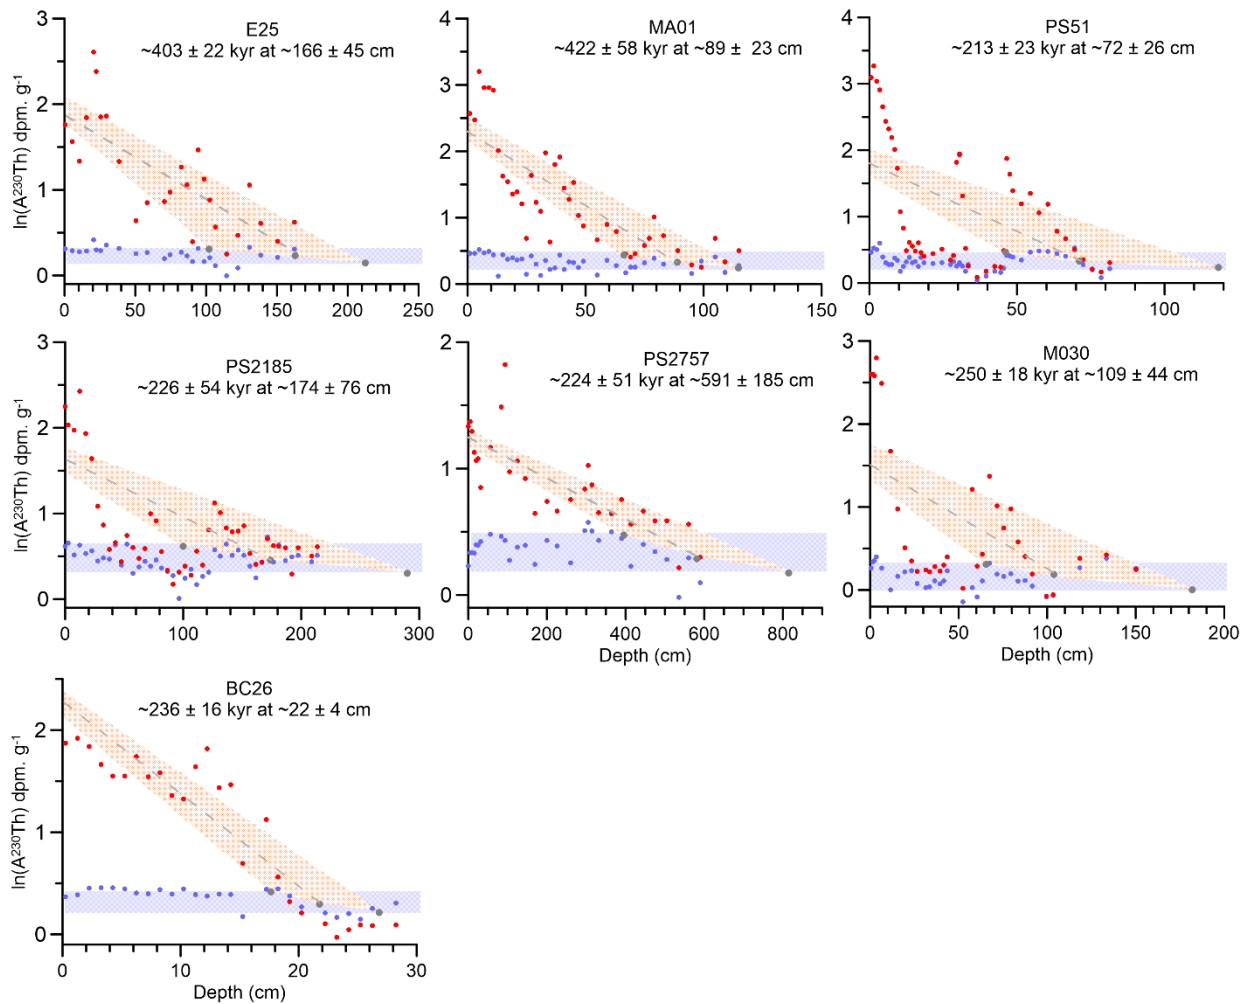 E25
~403 ± 22 kyr at ~166 ± 45 cm
ln(A²³⁰Th) dpm. g⁻¹
3
2
1
0
0 50 100 150 200 250
MA01
~422 ± 58 kyr at ~89 ± 23 cm
4
3
2
1
0
0 50 100 150
PS51
~213 ± 23 kyr at ~72 ± 26 cm
4
3
2
1
0
0 50 100
PS2185
~226 ± 54 kyr at ~174 ± 76 cm
ln(A²³⁰Th) dpm. g⁻¹
3
2
1
0
0 100 200 300
PS2757
~224 ± 51 kyr at ~591 ± 185 cm
2
1
0
0 200 400 600 800
Depth (cm)
M030
~250 ± 18 kyr at ~109 ± 44 cm
3
2
1
0
0 50 100 150 200
Depth (cm)
BC26
~236 ± 16 kyr at ~22 ± 4 cm
ln(A²³⁰Th) dpm. g⁻¹
2
1
0
0 10 20 30
Depth (cm)